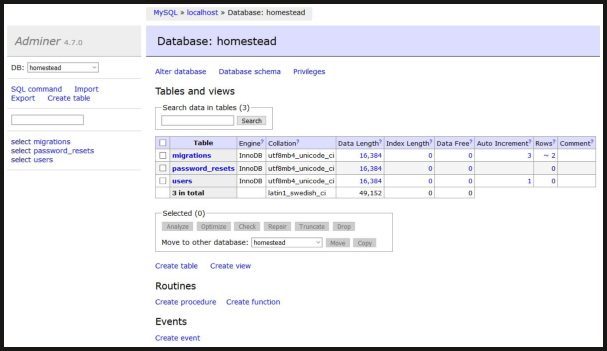 MySQL » localhost » Database: homestead
Adminer 4.7.0
Database: homestead
DB: homestead
SQL command Import
Export Create table
select migrations
select password_resets
select users
Alter database Database schema Privileges
Tables and views
Search data in tables (3)
Search
Table Engine? Collation? Data Length? Index Length? Data Free? Auto Increment? Rows? Comment?
migrations InnoDB utf8mb4_unicode_ci 16,384 0 0 3 ~ 2
password_resets InnoDB utf8mb4_unicode_ci 16,384 0 0 0
users InnoDB utf8mb4_unicode_ci 16,384 0 0 1 0
3 in total latin1_swedish_ci 49,152 0 0
Selected (0)
Analyze Optimize Check Repair Truncate Drop
Move to other database: homestead Move Copy
Create table Create view
Routines
Create procedure Create function
Events
Create event